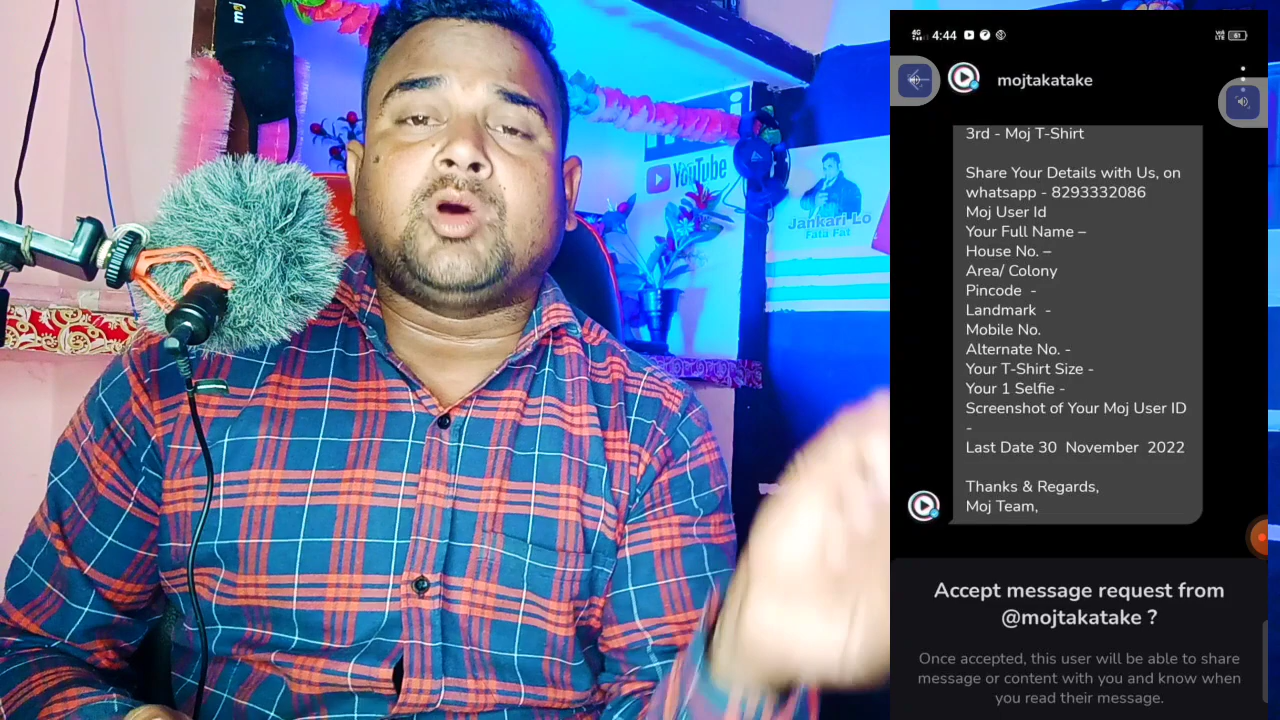 moj
YouTube
Jankari Lo
Fata Fat
4:44
mojtakatake
3rd - Moj T-Shirt
Share Your Details with Us, on
whatsapp - 8293332086
Moj User Id
Your Full Name –
House No. –
Area/ Colony
Pincode  -
Landmark  -
Mobile No.
Alternate No. -
Your T-Shirt Size -
Your 1 Selfie -
Screenshot of Your Moj User ID
-
Last Date 30  November  2022
Thanks & Regards,
Moj Team,
Accept message request from
@mojtakatake ?
Once accepted, this user will be able to share
message or content with you and know when
you read their message.